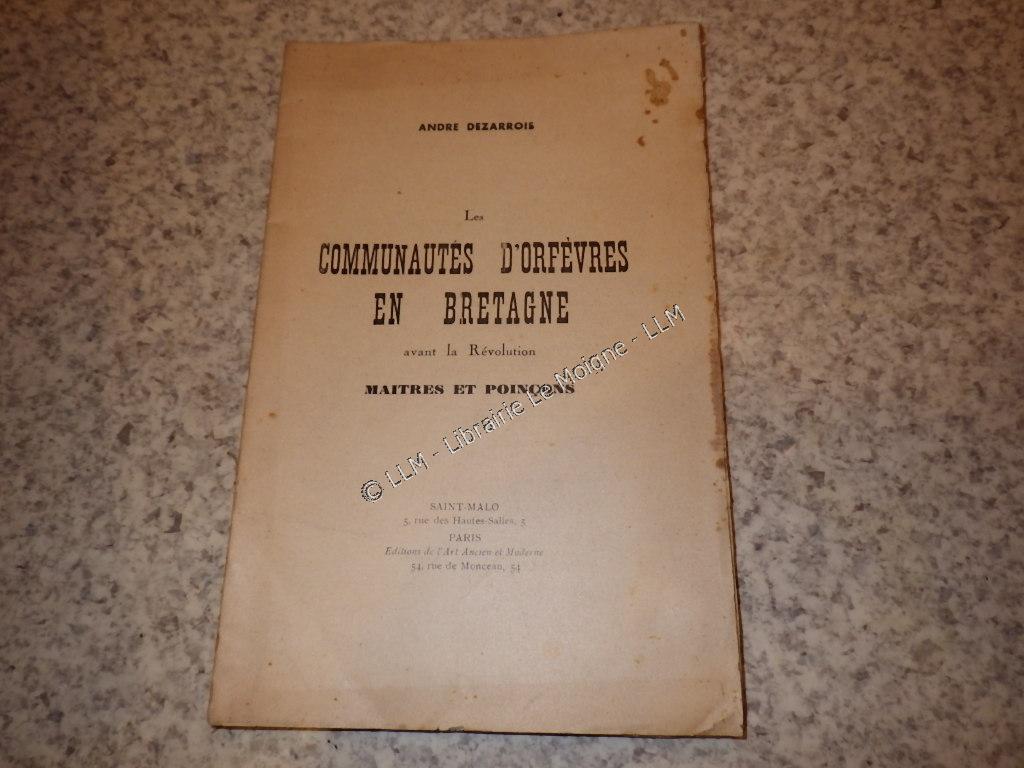 ANDRE DEZARROIS
Les
COMMUNAUTÉS D'ORFÉVRES
EN BRETAGNE
avant la Révolution
MAITRES ET POINÇONS
© LLM - Librairie Le Moigne - LLM
SAINT-MALO
5, rue des Hautes-Salles, 5
PARIS
Editions de l'Art Ancien et Moderne
54, rue de Monceau, 54